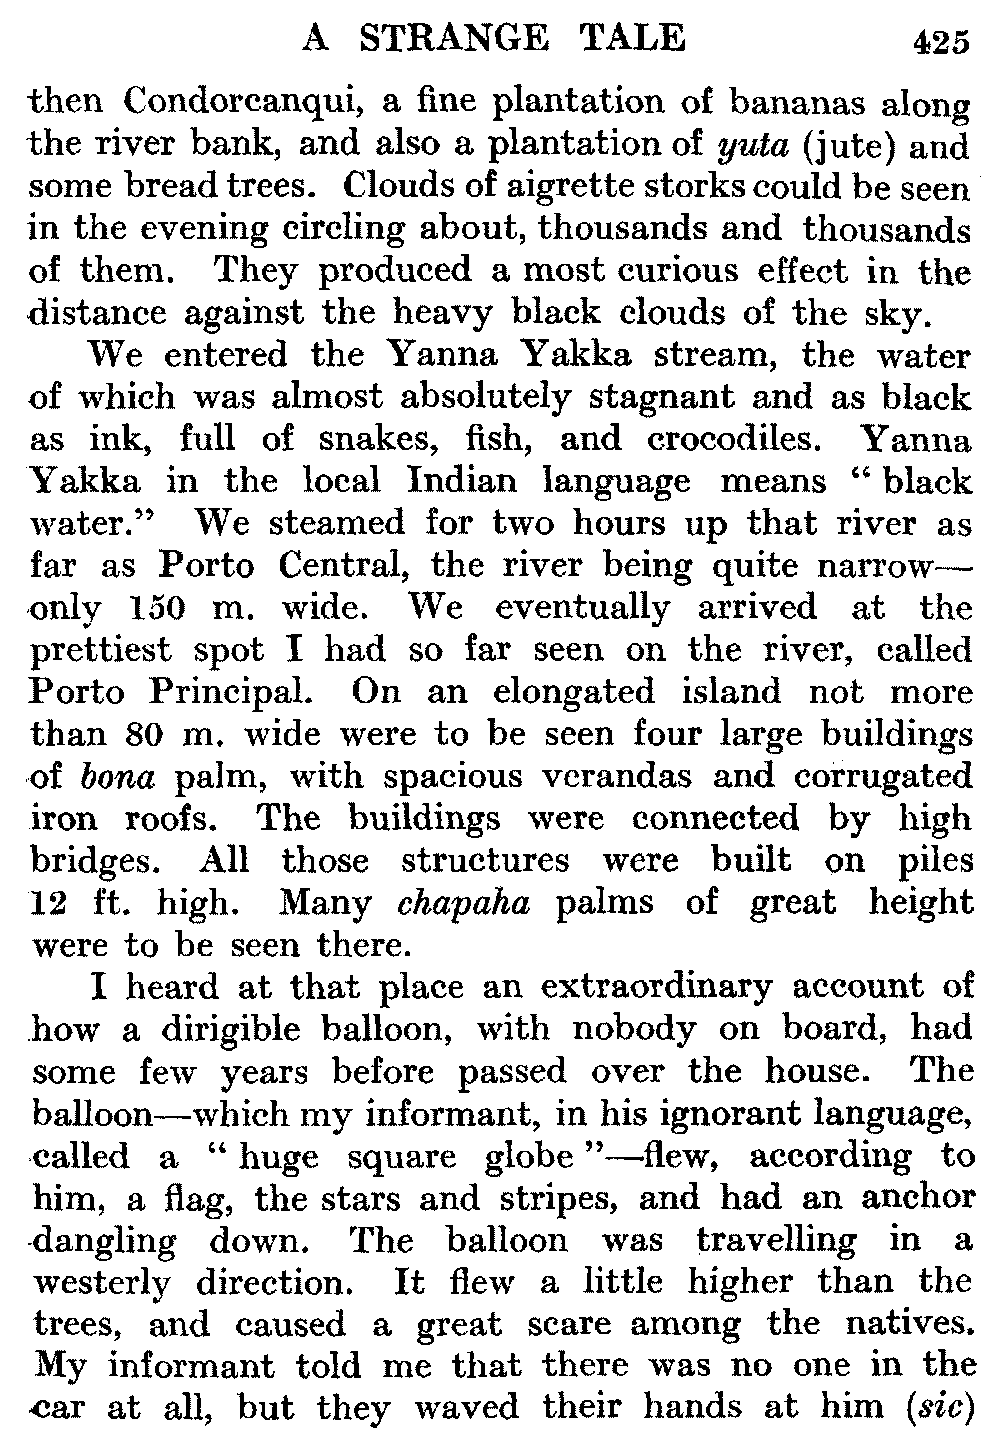 A STRANGE TALE 425
then Condorcanqui, a fine plantation of bananas along
the river bank, and also a plantation of yuta (jute) and
some bread trees. Clouds of aigrette storks could be seen
in the evening circling about, thousands and thousands
of them. They produced a most curious effect in the
distance against the heavy black clouds of the sky.
We entered the Yanna Yakka stream, the water
of which was almost absolutely stagnant and as black
as ink, full of snakes, fish, and crocodiles. Yanna
Yakka in the local Indian language means “ black
water.” We steamed for two hours up that river as
far as Porto Central, the river being quite narrow—
only 150 m. wide. We eventually arrived at the
prettiest spot I had so far seen on the river, called
Porto Principal. On an elongated island not more
than 80 m. wide were to be seen four large buildings
of bona palm, with spacious verandas and corrugated
iron roofs. The buildings were connected by high
bridges. All those structures were built on piles
12 ft. high. Many chapaha palms of great height
were to be seen there.
I heard at that place an extraordinary account of
how a dirigible balloon, with nobody on board, had
some few years before passed over the house. The
balloon—which my informant, in his ignorant language,
called a “ huge square globe ”—flew, according to
him, a flag, the stars and stripes, and had an anchor
dangling down. The balloon was travelling in a
westerly direction. It flew a little higher than the
trees, and caused a great scare among the natives.
My informant told me that there was no one in the
car at all, but they waved their hands at him (sic)